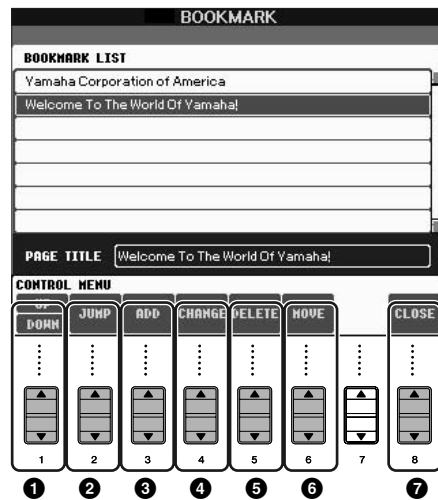 BOOKMARK
BOOKMARK LIST
Yamaha Corporation of America
Welcome To The World Of Yamaha!
PAGE TITLE Welcome To The World Of Yamaha!
CONTROL MENU
UP
DOWN JUMP ADD CHANGE DELETE MOVE CLOSE
1 2 3 4 5 6 7 8
❶ ❷ ❸ ❹ ❺ ❻ ❼